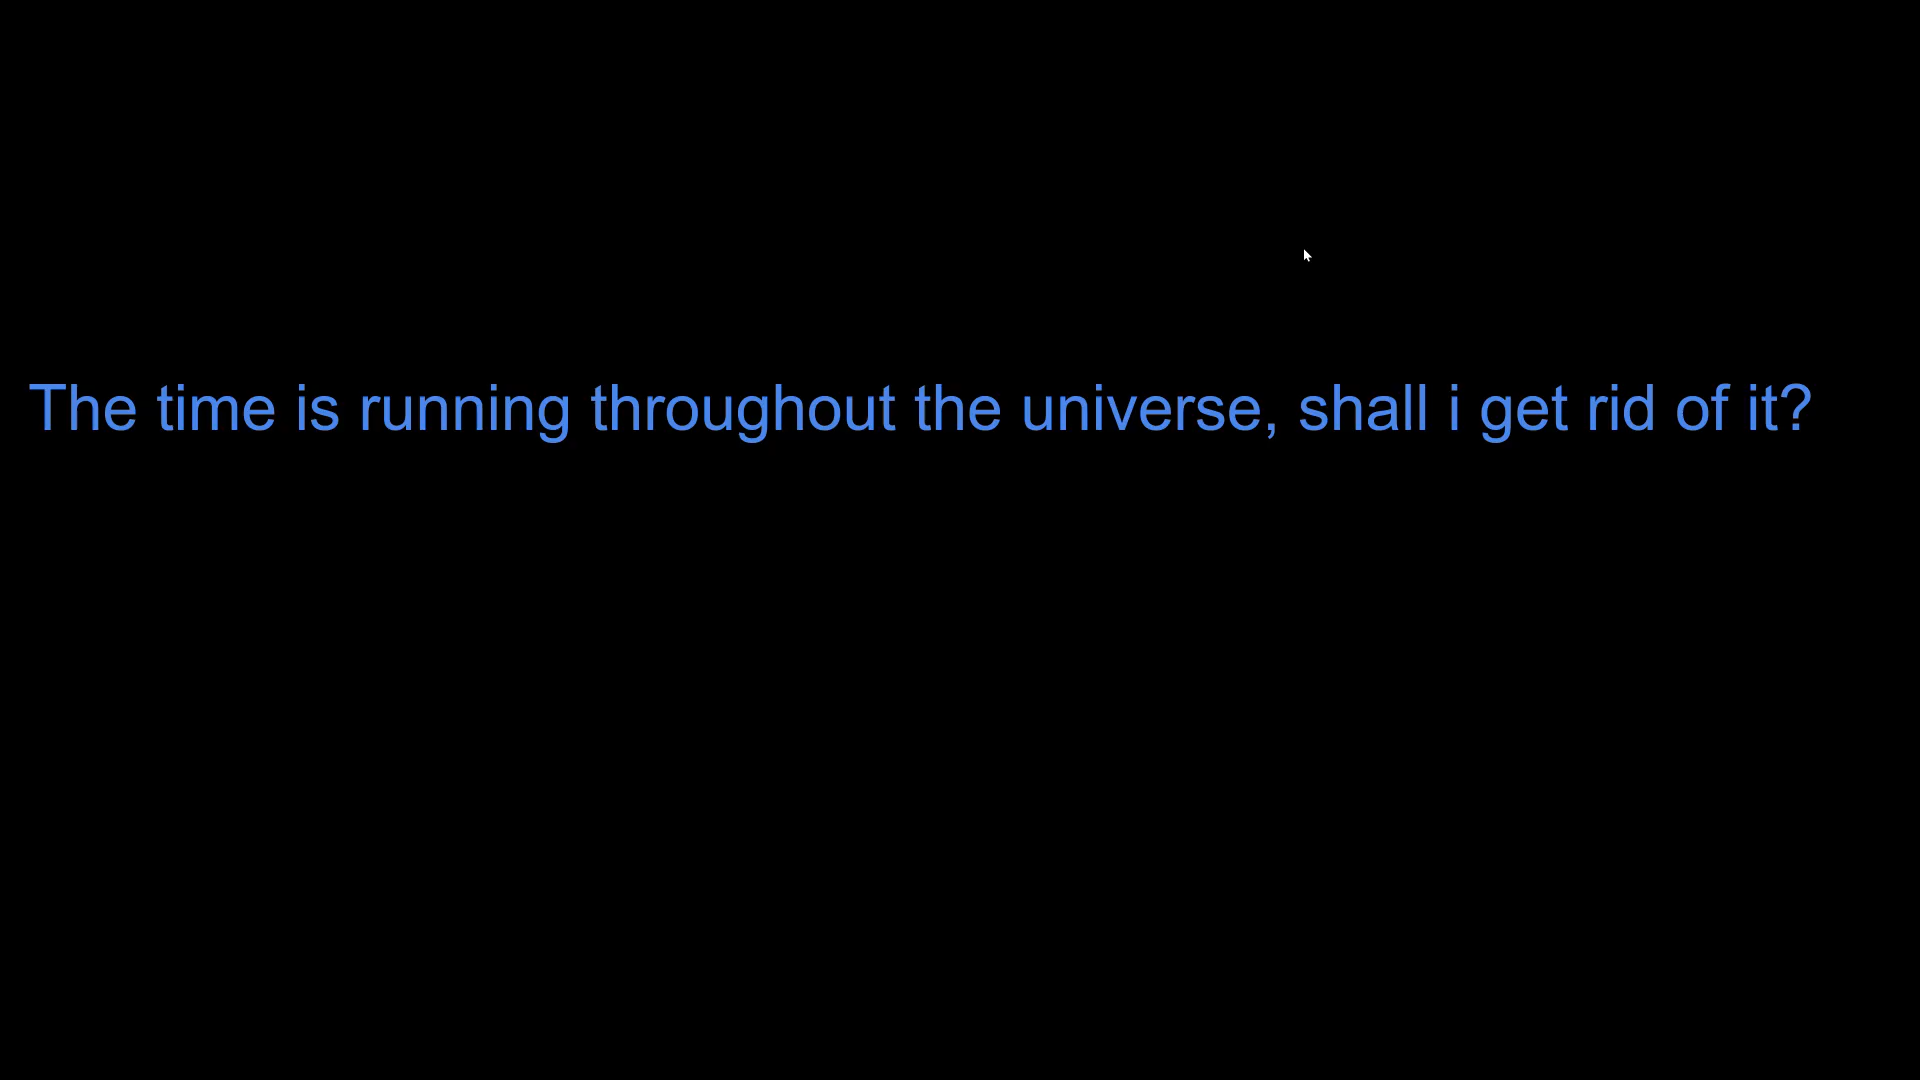 The time is running throughout the universe, shall i get rid of it?